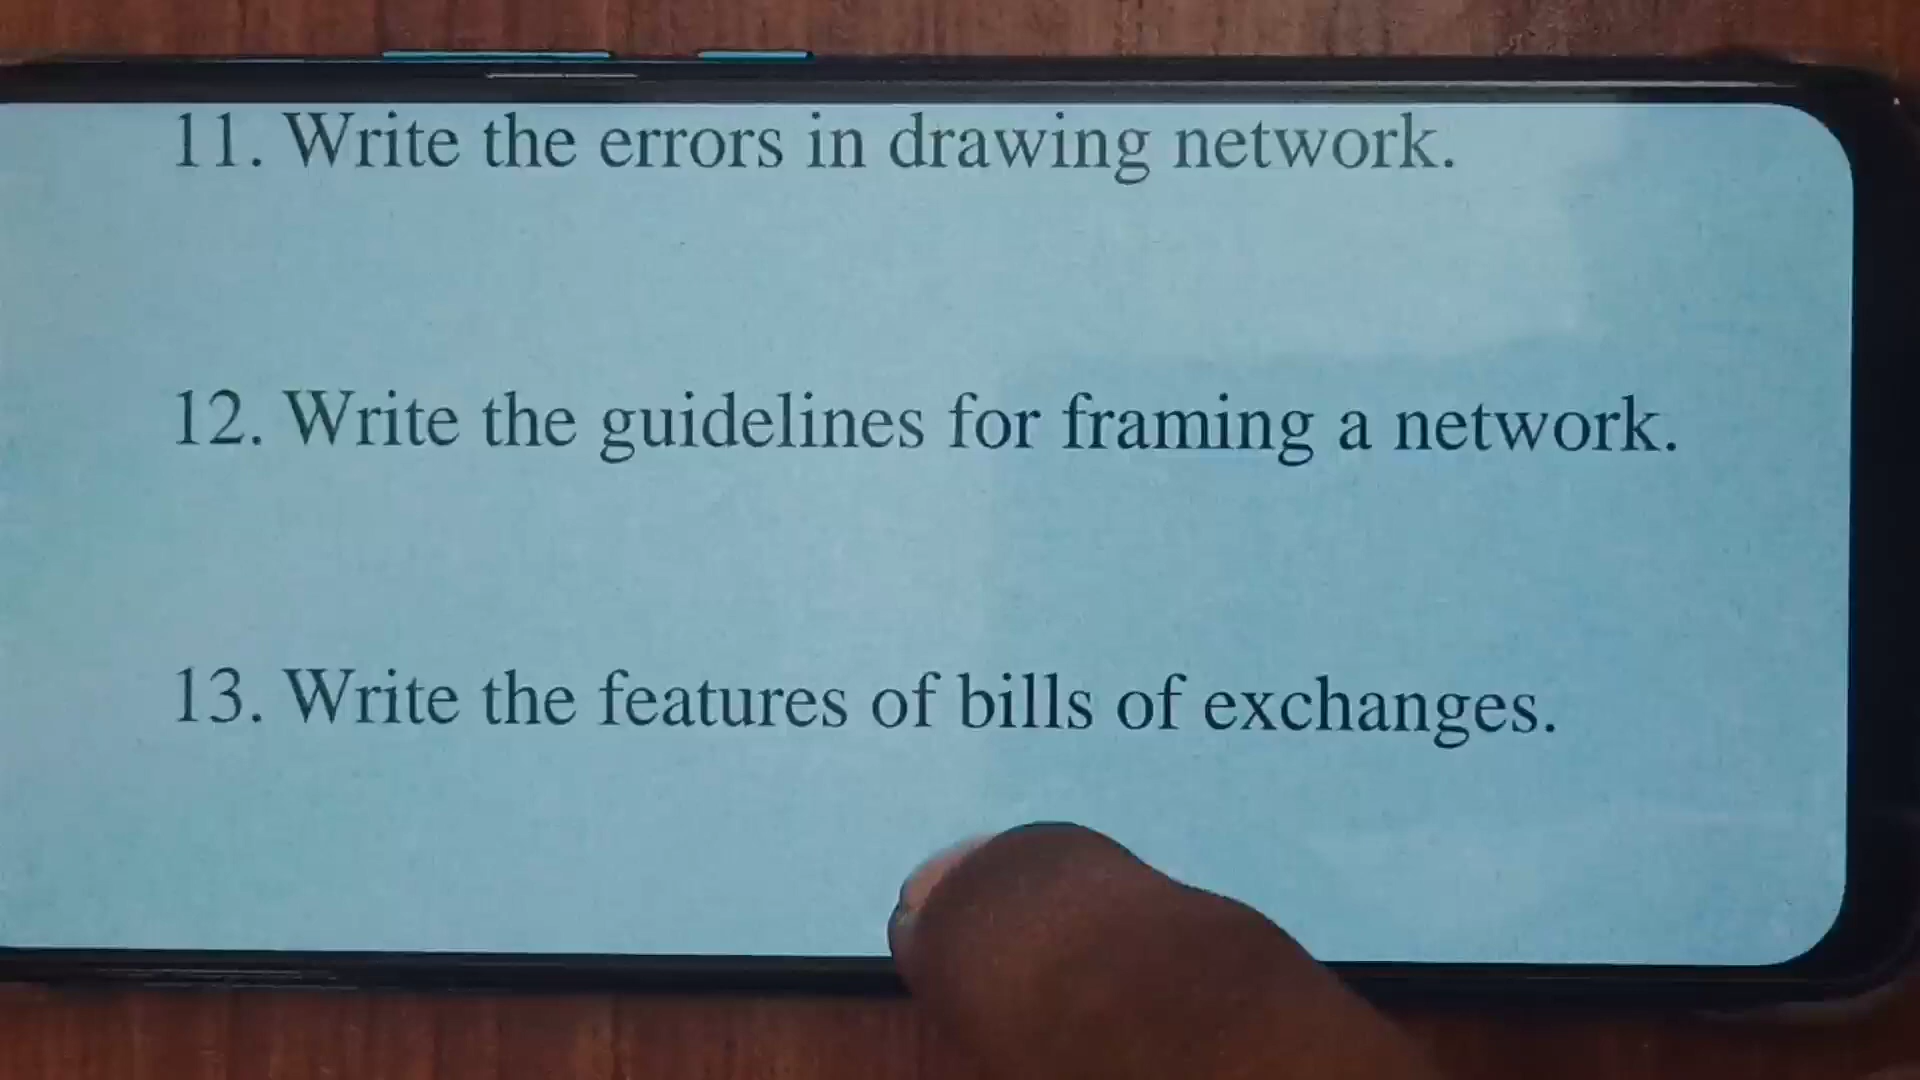 11. Write the errors in drawing network.
12. Write the guidelines for framing a network.
13. Write the features of bills of exchanges.